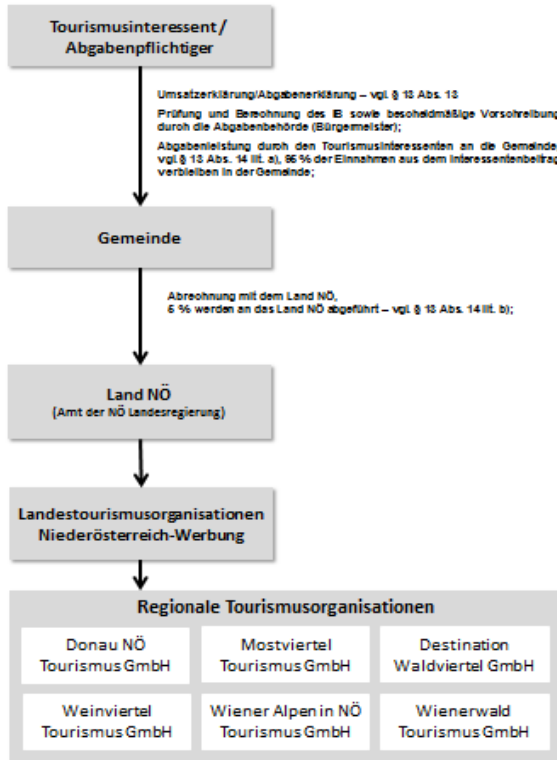 Tourismusinteressent /
Abgabenpflichtiger
Umsatzerklärung/Abgabenerklärung – vgl. § 13 Abs. 13
Prüfung und Berechnung des IB sowie bescheidmäßige Vorschreibung
durch die Abgabenbehörde (Bürgermeister);
Abgabenleistung durch den Tourismusinteressenten an die Gemeinde,
vgl. § 13 Abs. 14 lit. a), 95 % der Einnahmen aus dem Interessentenbeitrag
verbleiben in der Gemeinde;
Gemeinde
Abrechnung mit dem Land NÖ,
5 % werden an das Land NÖ abgeführt – vgl. § 13 Abs. 14 lit. b);
Land NÖ
(Amt der NÖ Landesregierung)
Landestourismusorganisationen
Niederösterreich-Werbung
Regionale Tourismusorganisationen
Donau NÖ
Tourismus GmbH
Mostviertel
Tourismus GmbH
Destination
Waldviertel GmbH
Weinviertel
Tourismus GmbH
Wiener Alpen in NÖ
Tourismus GmbH
Wienerwald
Tourismus GmbH